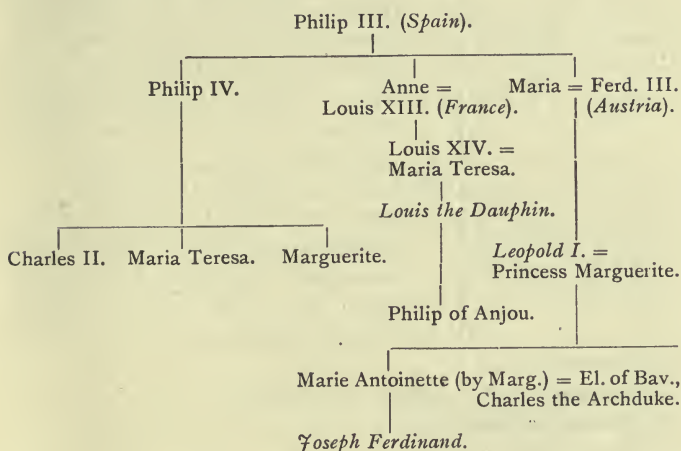 Philip III. (Spain).
Philip IV.
Anne =
Louis XIII. (France).
Maria = Ferd. III.
(Austria).
Louis XIV. =
Maria Teresa.
Louis the Dauphin.
Charles II. Maria Teresa. Marguerite.
Leopold I. =
Princess Marguerite.
Philip of Anjou.
Marie Antoinette (by Marg.) = El. of Bav.,
Charles the Archduke.
Joseph Ferdinand.